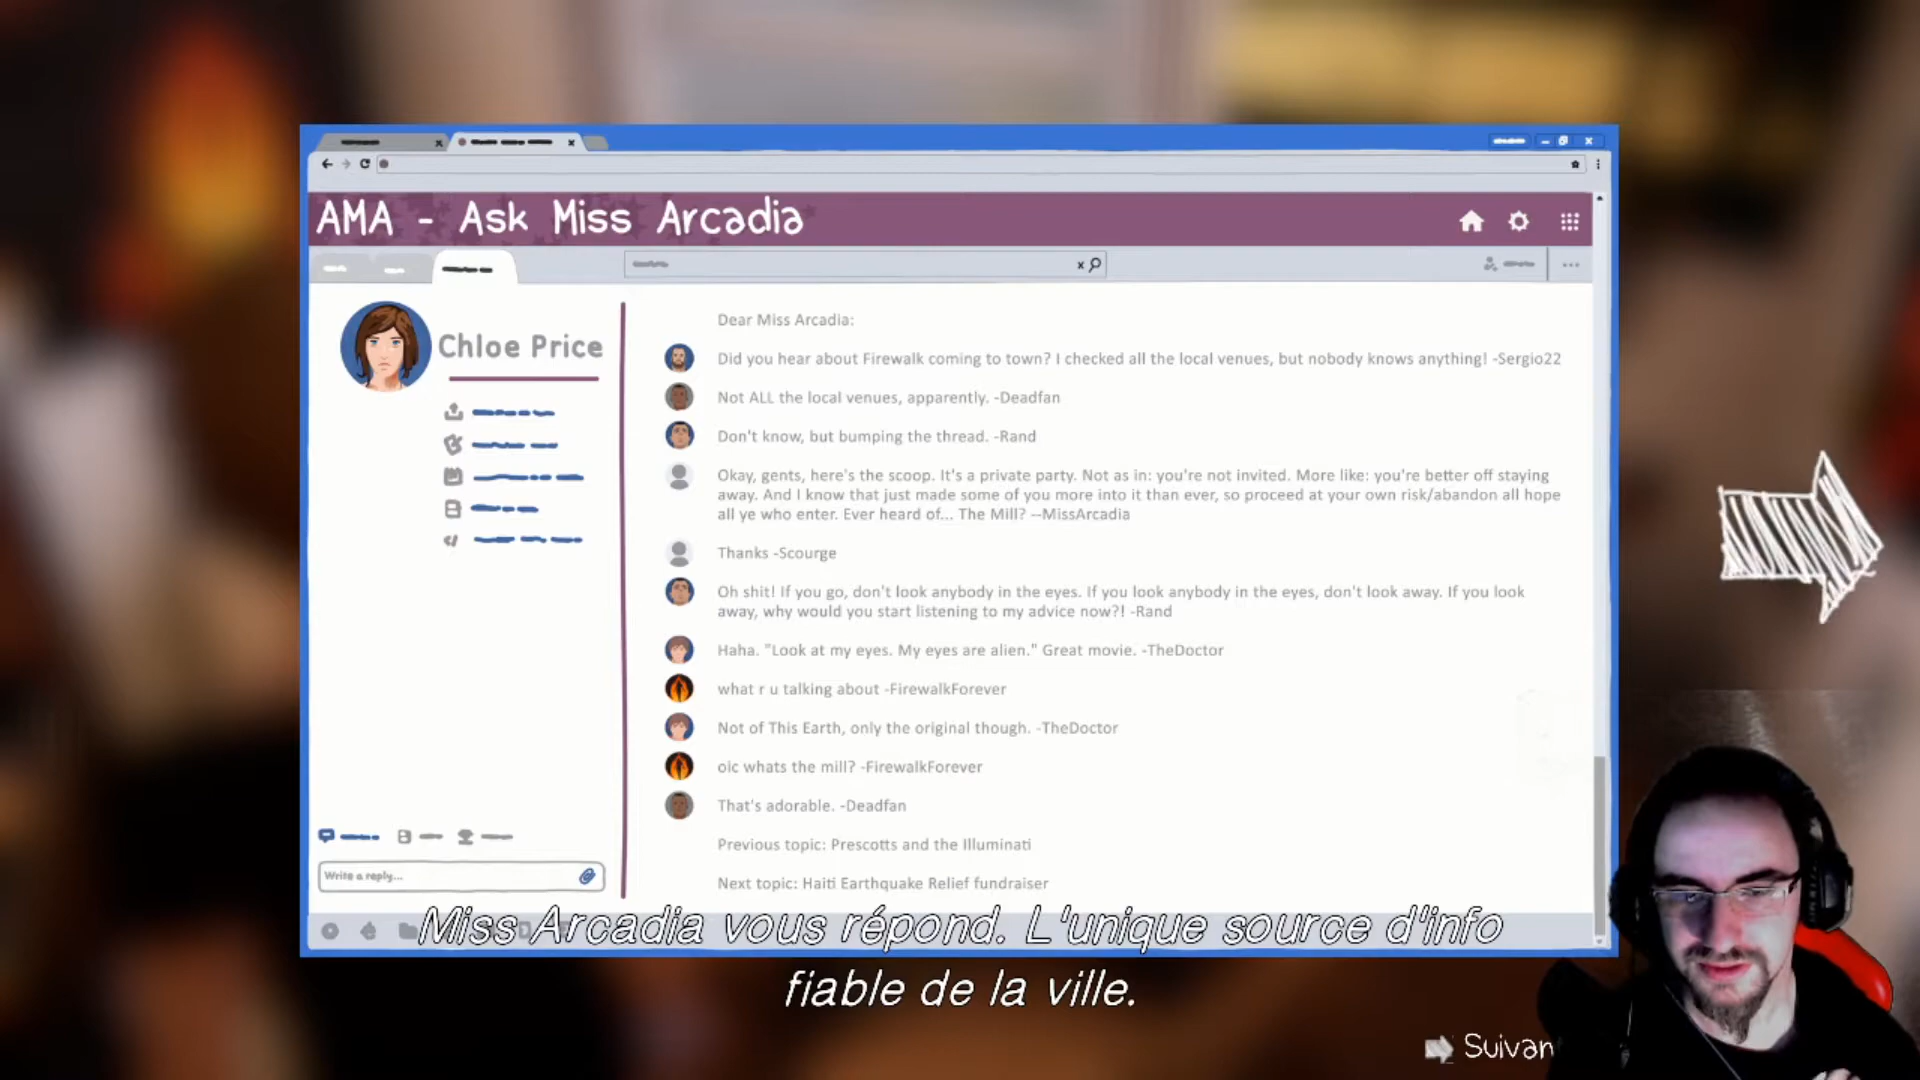 AMA - Ask Miss Arcadia
Chloe Price
Dear Miss Arcadia:
Did you hear about Firewalk coming to town? I checked all the local venues, but nobody knows anything! -Sergio22
Not ALL the local venues, apparently. -Deadfan
Don't know, but bumping the thread. -Rand
Okay, gents, here's the scoop. It's a private party. Not as in: you're not invited. More like: you're better off staying
away. And I know that just made some of you more into it than ever, so proceed at your own risk/abandon all hope
all ye who enter. Ever heard of... The Mill? --MissArcadia
Thanks -Scourge
Oh shit! If you go, don't look anybody in the eyes. If you look anybody in the eyes, don't look away. If you look
away, why would you start listening to my advice now?! -Rand
Haha. "Look at my eyes. My eyes are alien." Great movie. -TheDoctor
what r u talking about -FirewalkForever
Not of This Earth, only the original though. -TheDoctor
oic whats the mill? -FirewalkForever
That's adorable. -Deadfan
Previous topic: Prescotts and the Illuminati
Next topic: Haiti Earthquake Relief fundraiser
Write a reply...
Miss Arcadia vous répond. L'unique source d'info
fiable de la ville.
Suivan